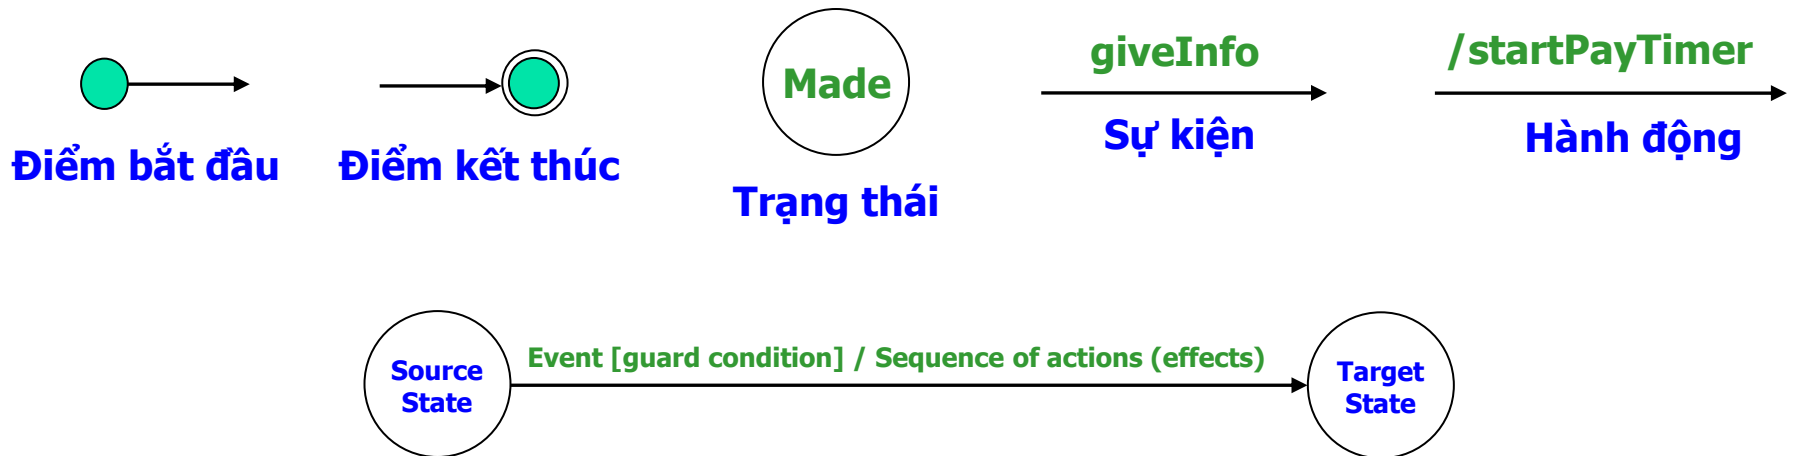 Điểm bắt đầu
Điểm kết thúc
Made
Trạng thái
giveInfo
Sự kiện
/startPayTimer
Hành động
Source
State
Event [guard condition] / Sequence of actions (effects)
Target
State